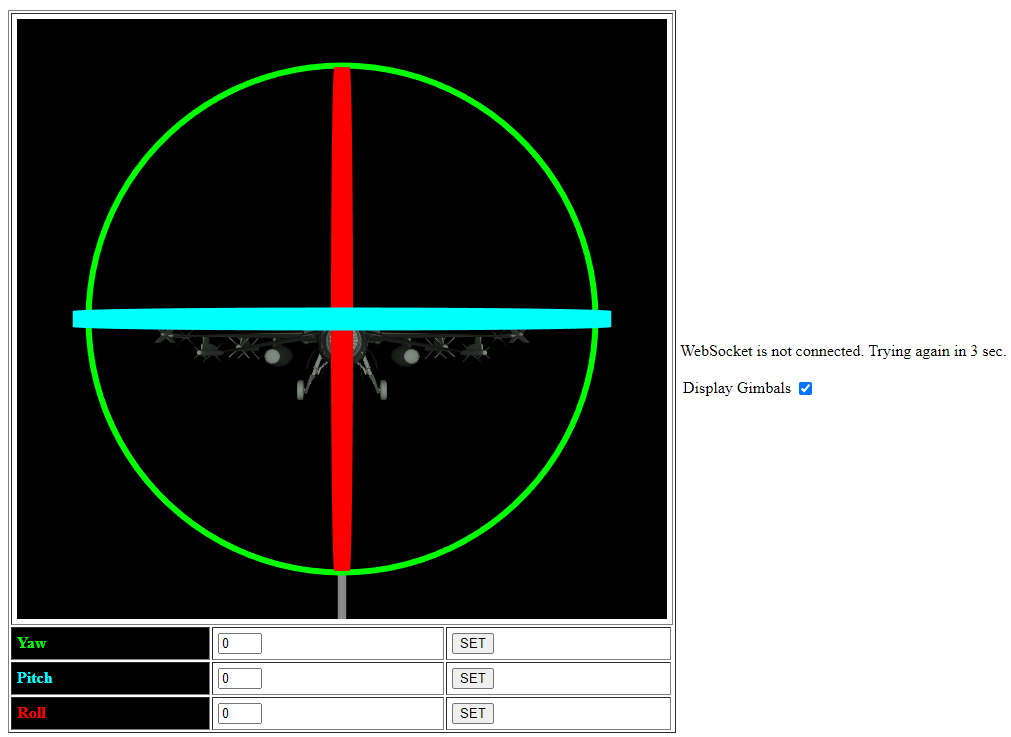 WebSocket is not connected. Trying again in 3 sec.
Display Gimbals
Yaw 0 SET
Pitch 0 SET
Roll 0 SET